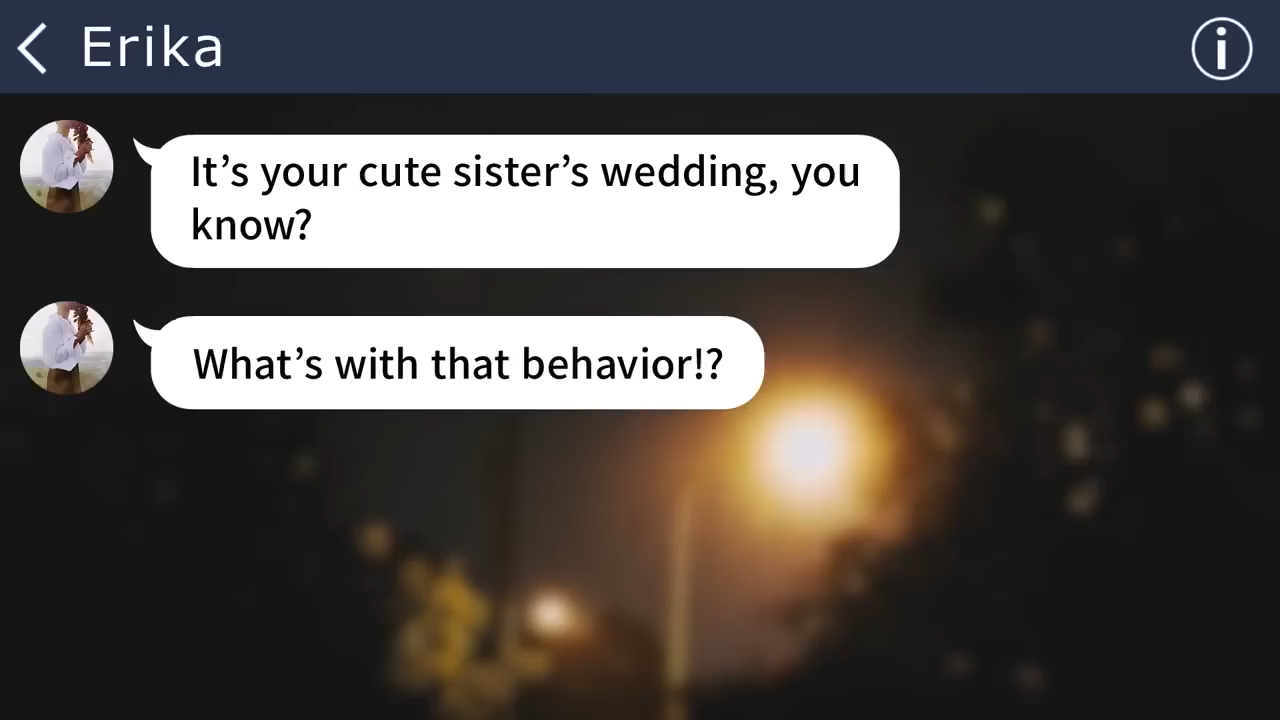 Erika
It’s your cute sister’s wedding, you
know?
What’s with that behavior!?